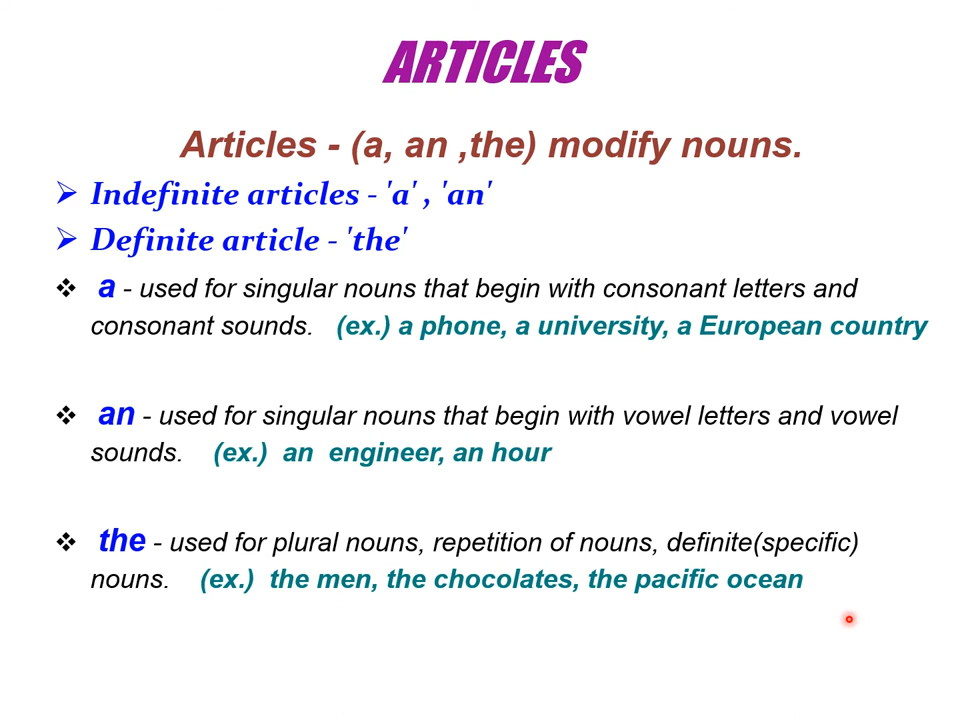 ARTICLES
Articles - (a, an ,the) modify nouns.
Indefinite articles - 'a' , 'an'
Definite article - 'the'
a - used for singular nouns that begin with consonant letters and
consonant sounds. (ex.) a phone, a university, a European country
an - used for singular nouns that begin with vowel letters and vowel
sounds. (ex.) an engineer, an hour
the - used for plural nouns, repetition of nouns, definite(specific)
nouns. (ex.) the men, the chocolates, the pacific ocean